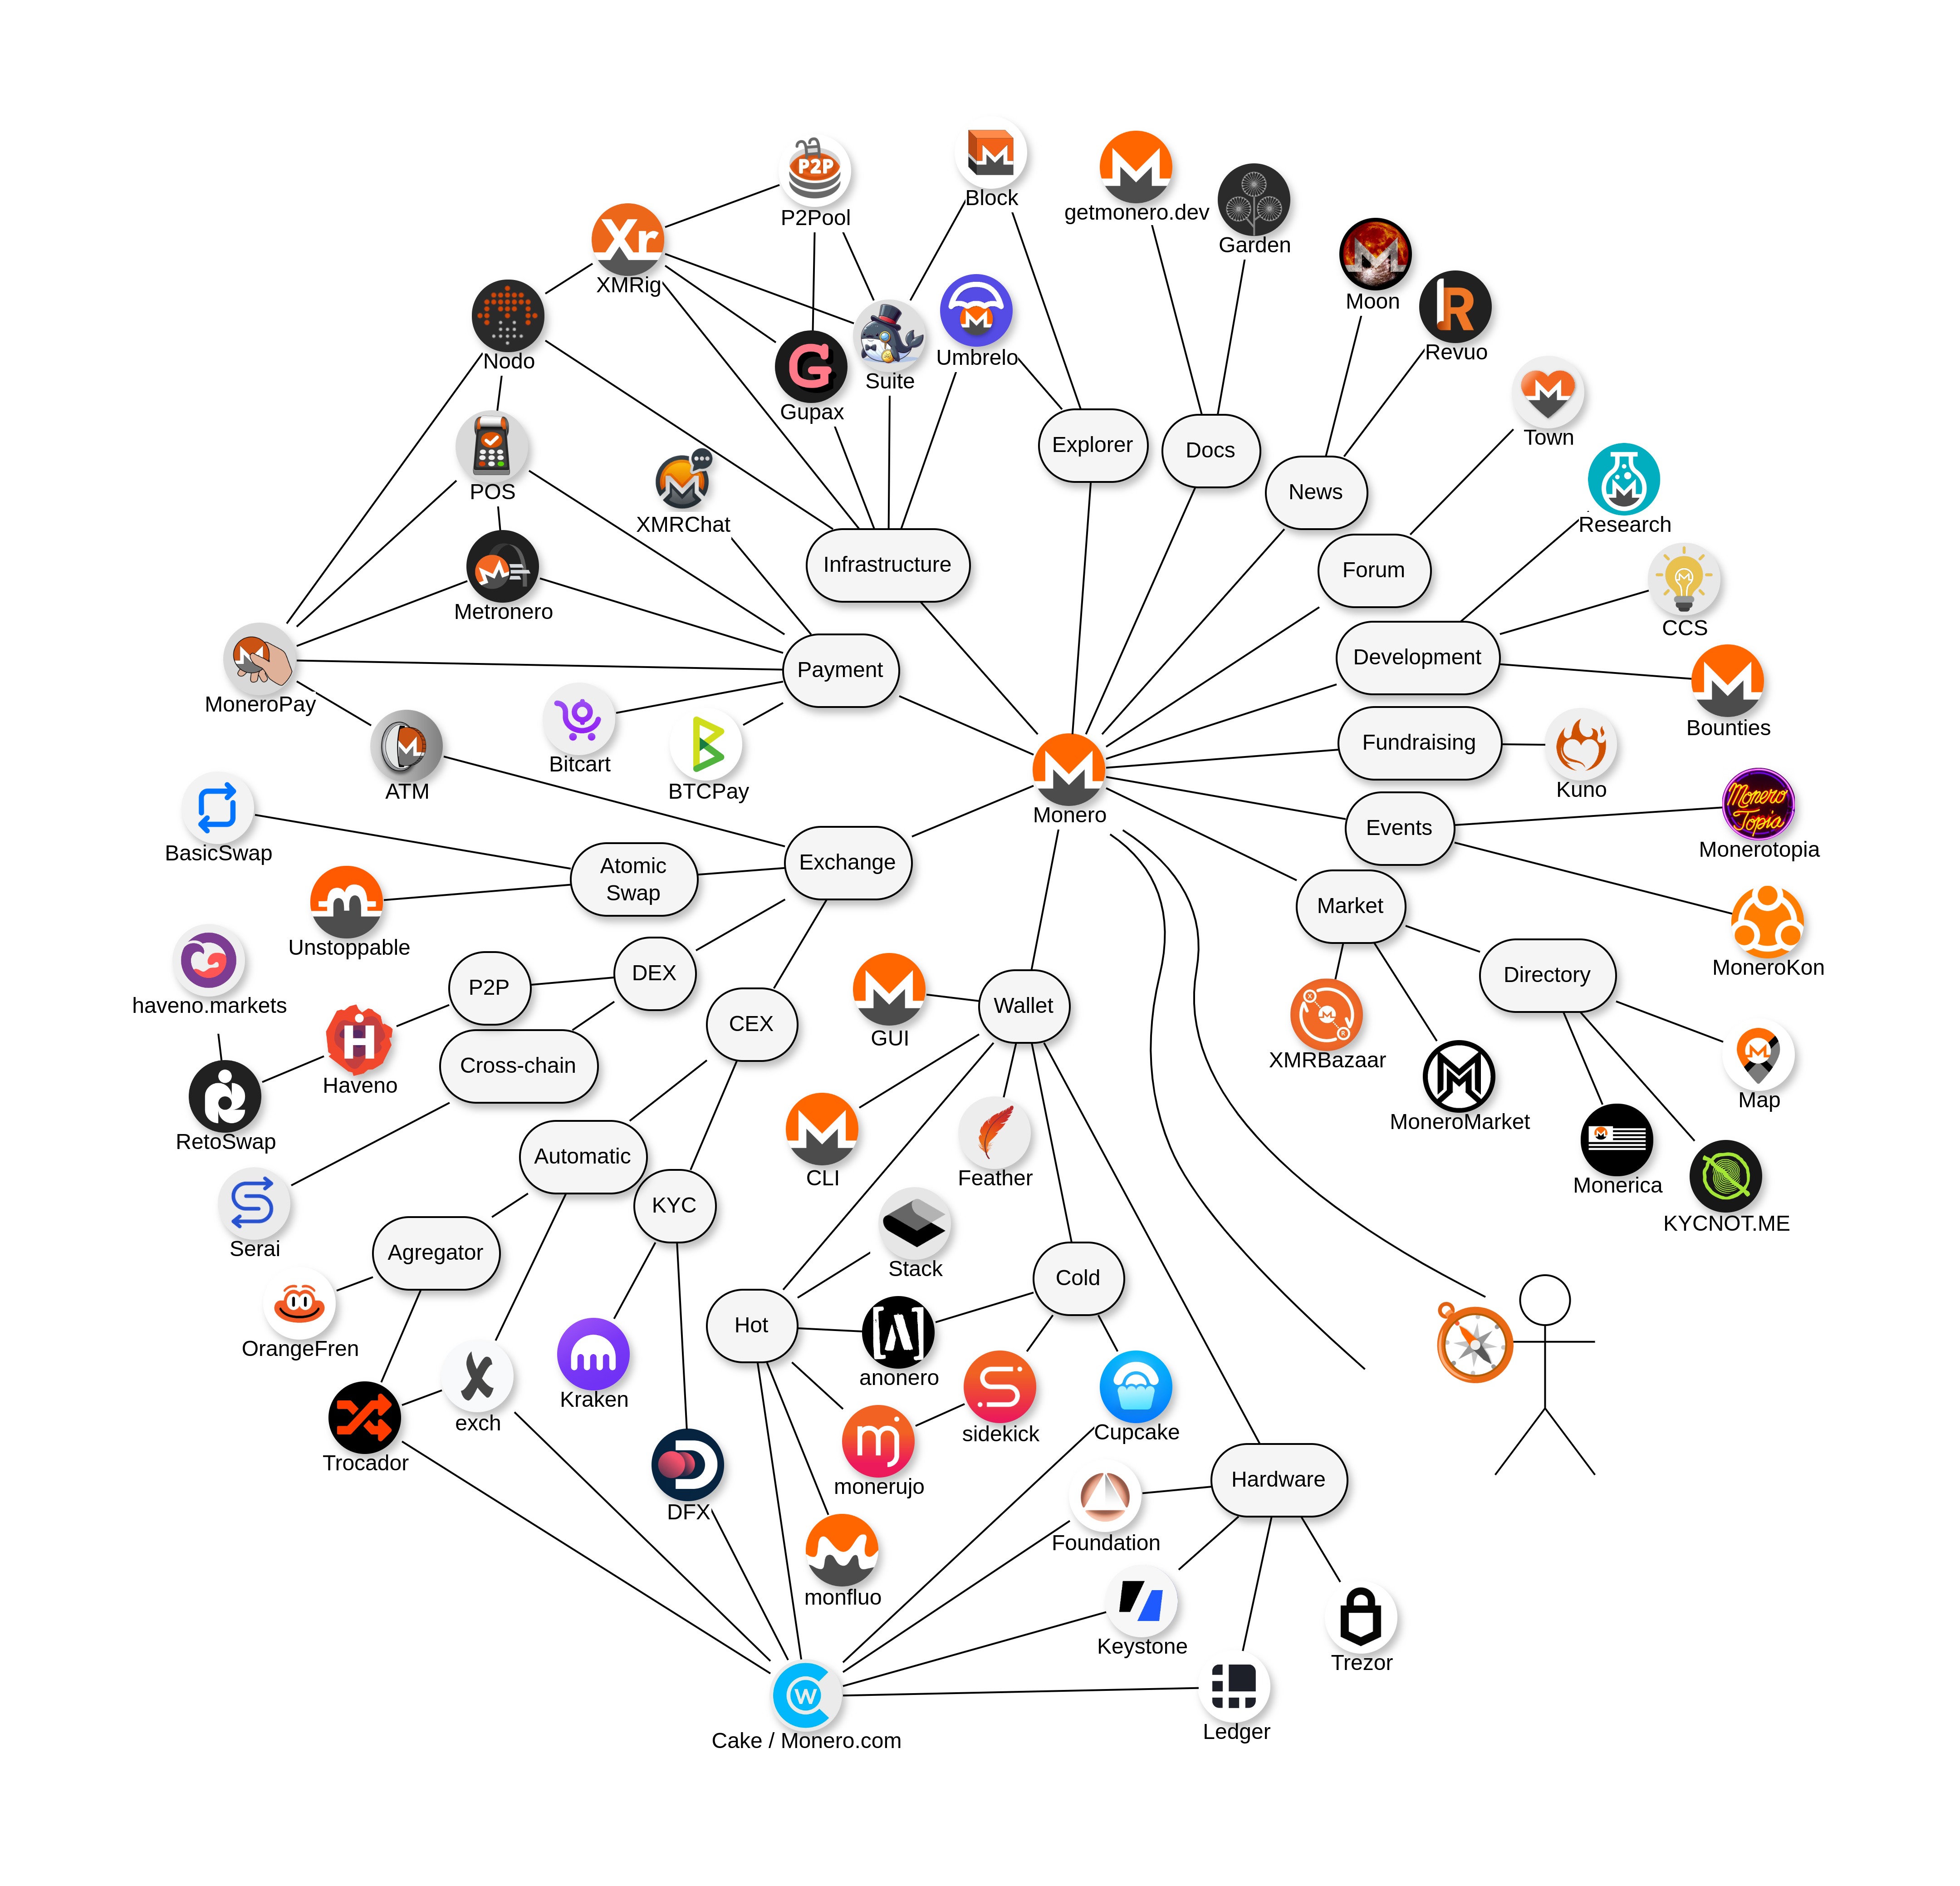 P2P
P2Pool
Block
getmonero.dev
Garden
Xr
XMRig
Moon
R
Revuo
Nodo
Umbrelo
Suite
G
Gupax
Town
Explorer
Docs
News
Research
POS
XMRChat
Infrastructure
Forum
CCS
Metronero
Development
Bounties
Payment
MoneroPay
Fundraising
Kuno
Bitcart
BTCPay
ATM
Monero
Monero
Topia
Monerotopia
Events
BasicSwap
Atomic
Swap
Exchange
Unstoppable
Market
MoneroKon
haveno.markets
P2P
DEX
CEX
GUI
Wallet
Directory
H
Haveno
Cross-chain
XMRBazaar
MoneroMarket
Map
RetoSwap
Automatic
CLI
Feather
Monerica
KYCNOT.ME
KYC
Serai
Agregator
Stack
Cold
OrangeFren
Hot
anonero
Kraken
exch
sidekick
Cupcake
Trocador
mj
monerujo
Hardware
DFX
Foundation
monfluo
Keystone
Trezor
W
Cake / Monero.com
Ledger